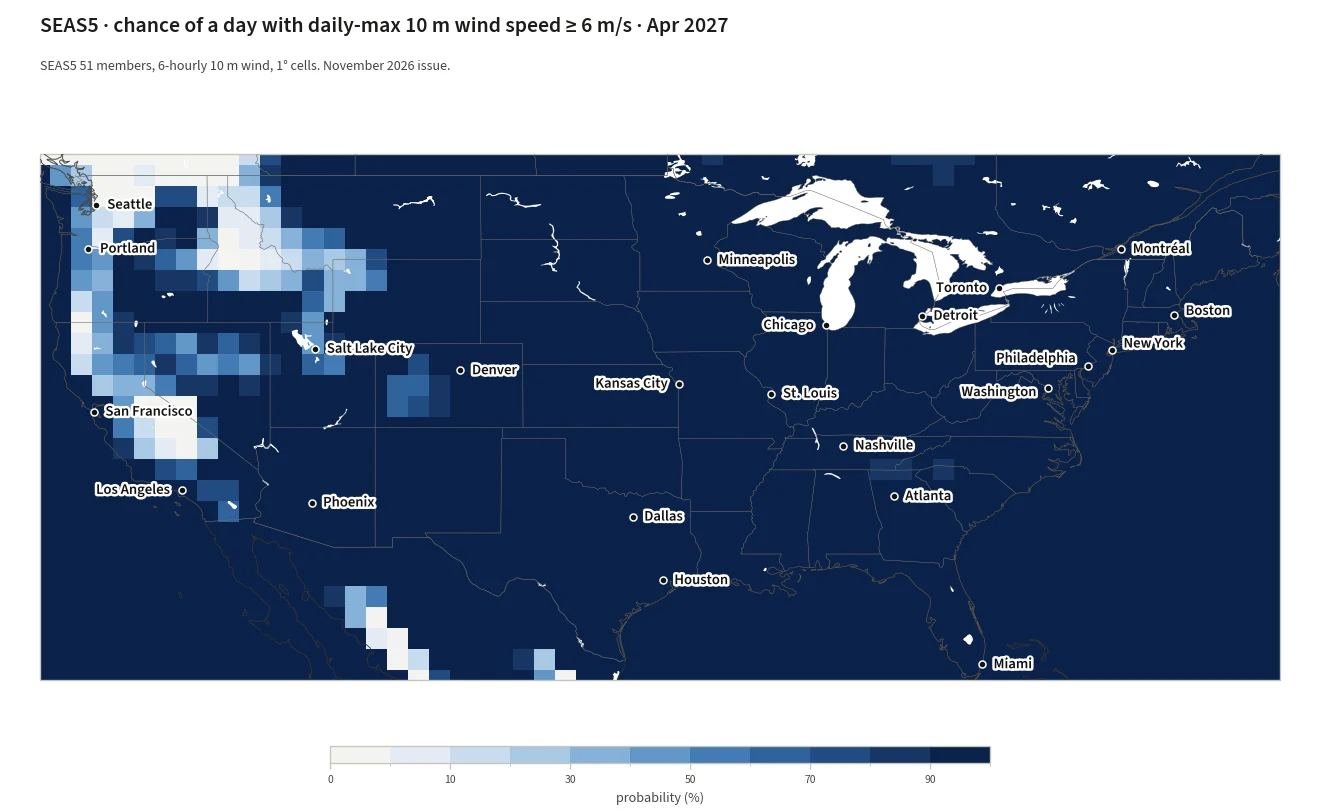 SEAS5 · chance of a day with daily-max 10 m wind speed ≥ 6 m/s · Apr 2027
SEAS5 51 members, 6-hourly 10 m wind, 1° cells. November 2026 issue.
Seattle
Portland
Montréal
Minneapolis
Toronto
Boston
Detroit
Chicago
New York
Salt Lake City
Philadelphia
Denver
Kansas City
St. Louis
Washington
San Francisco
Nashville
Los Angeles
Phoenix
Atlanta
Dallas
Houston
Miami
0 10 30 50 70 90
probability (%)